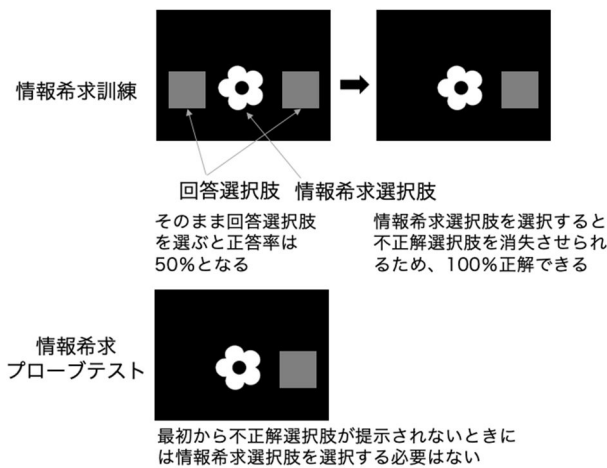 情報希求訓練
回答選択肢
情報希求選択肢
そのまま回答選択肢
を選ぶと正答率は
50%となる
情報希求選択肢を選択すると
不正解選択肢を消失させられ
るため、100%正解できる
情報希求
プローブテスト
最初から不正解選択肢が提示されないときに
は情報希求選択肢を選択する必要はない